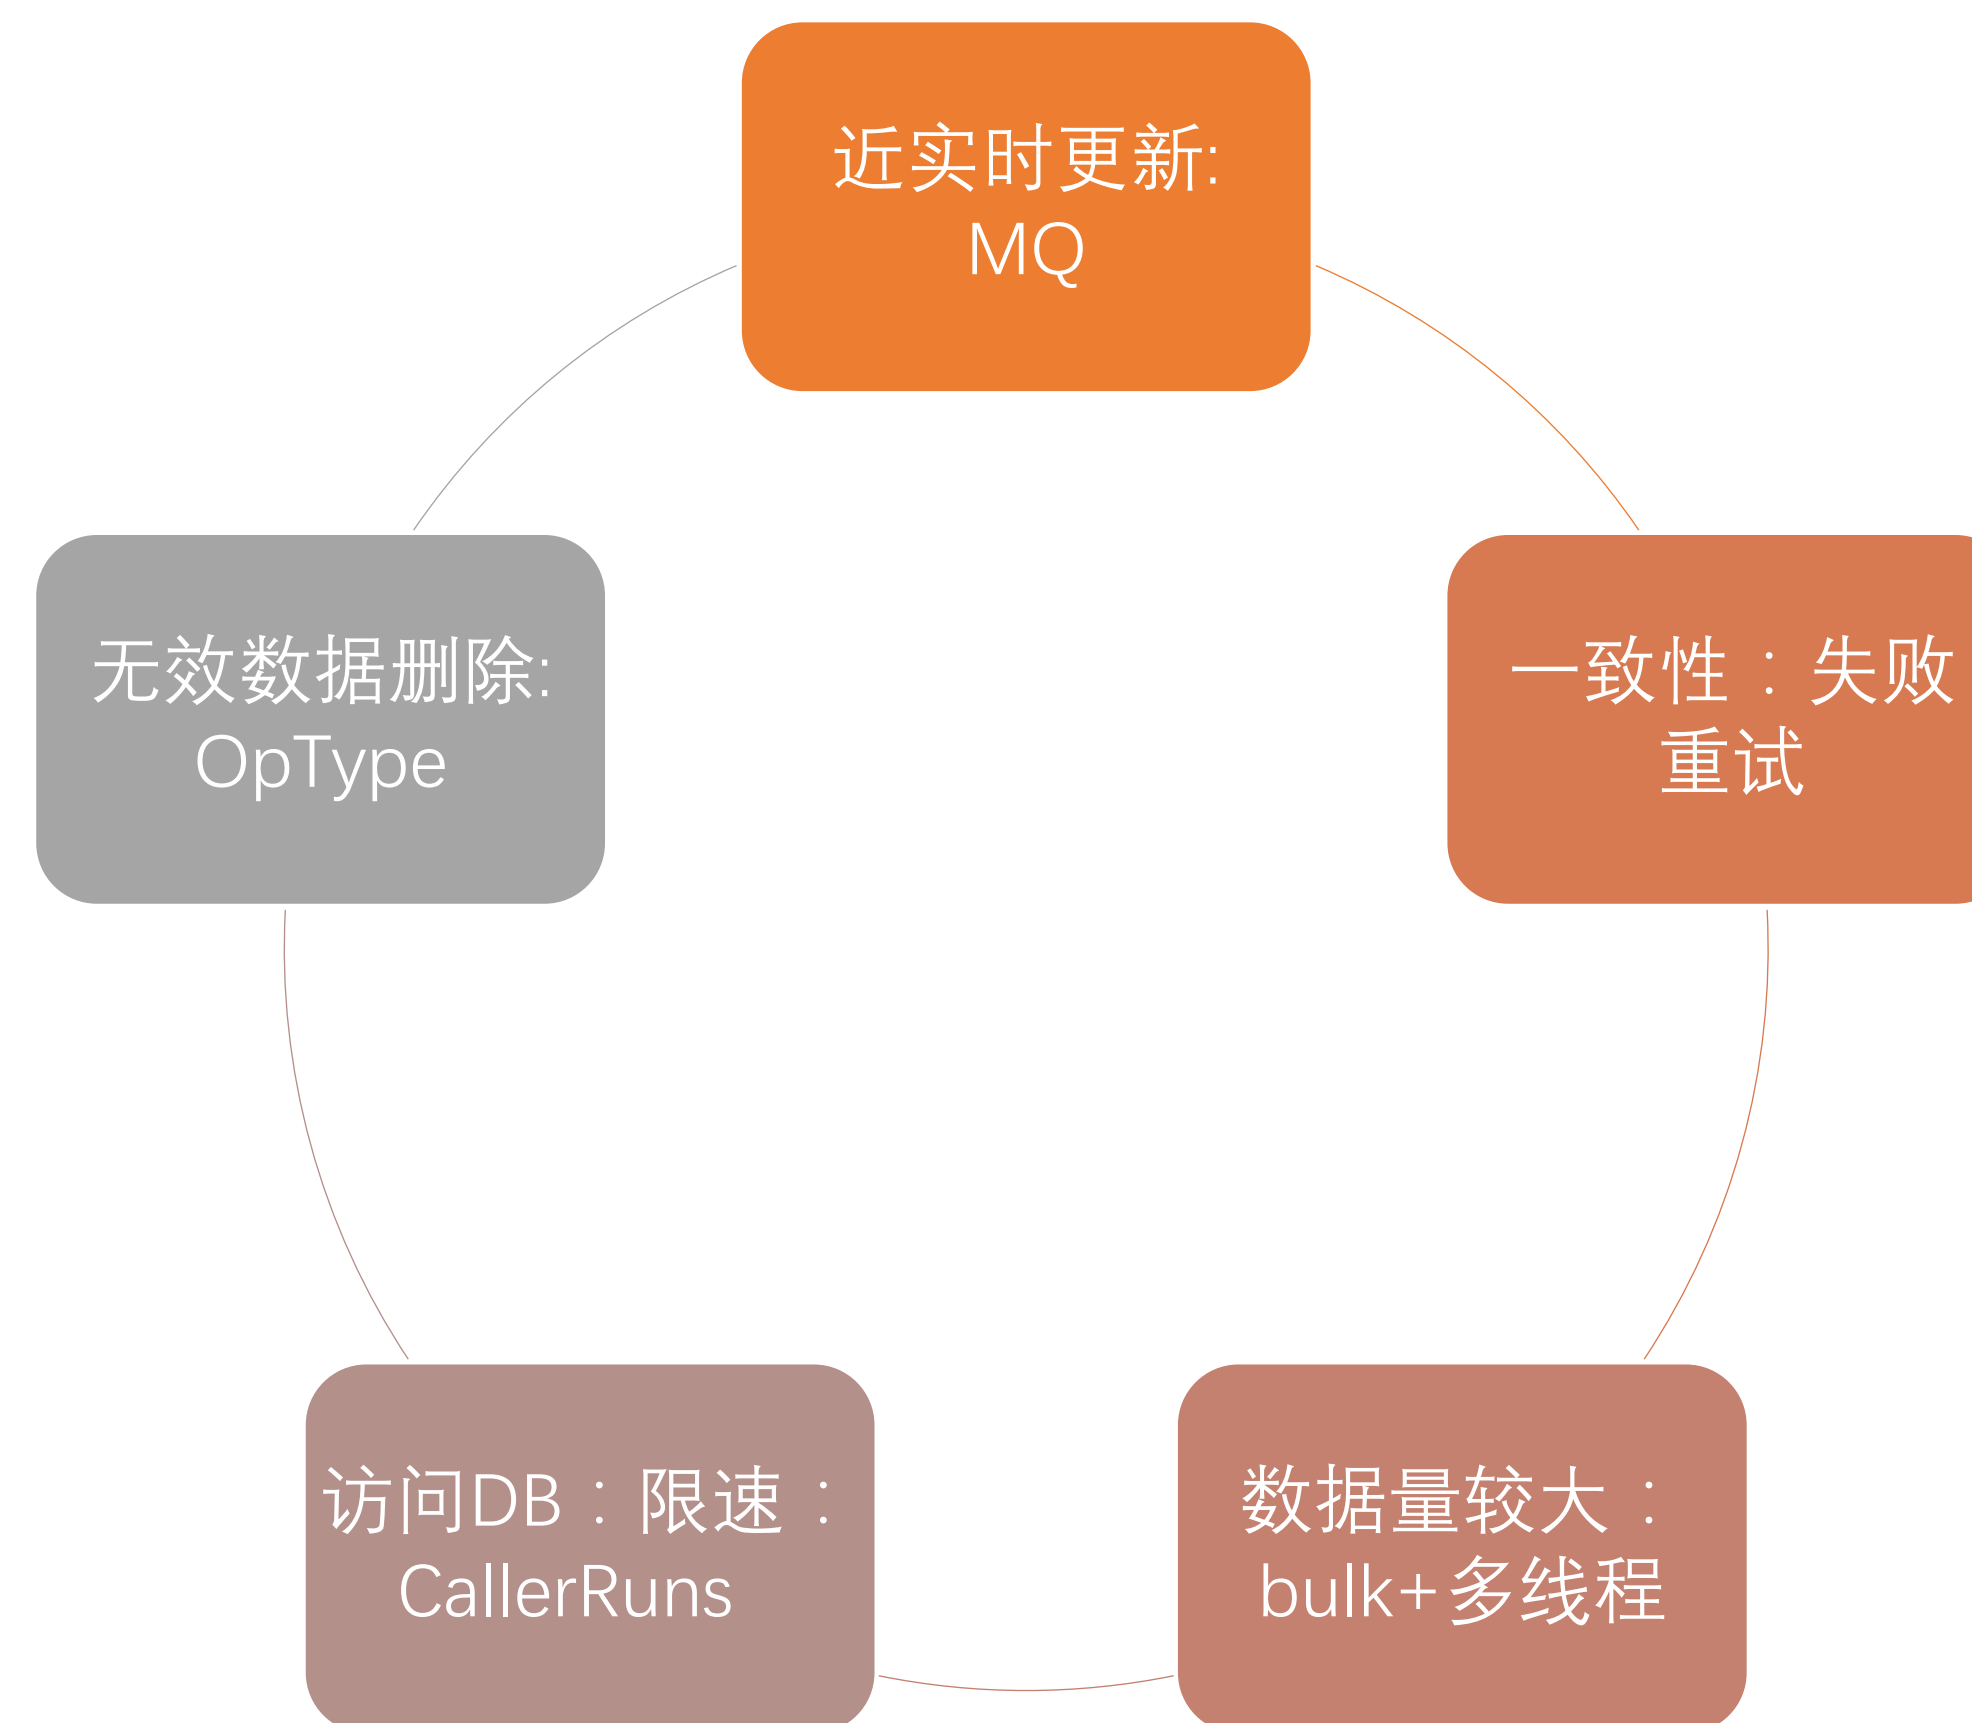 近实时更新:
MQ
一致性：失败
重试
数据量较大：
bulk+多线程
访问DB：限速：
CallerRuns
无效数据删除:
OpType